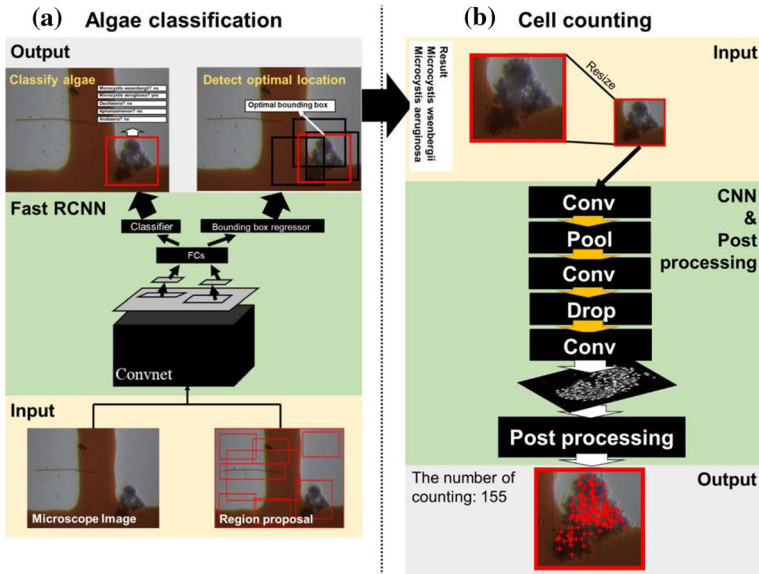 (a) Algae classification
Output
Classify algae
Microcystis wesenbergii? no
Microcystis aeruginosa? yes
Oscillatoria? no
Aphanizomenon? no
Anabaena? no
Detect optimal location
Optimal bounding box
Fast RCNN
Classifier
Bounding box regressor
FCs
Convnet
Input
Microscope Image
Region proposal
(b) Cell counting
Input
Result
Microcystis wsenbergii
Microcystis aeruginosa
Resize
CNN
&
Post
processing
Conv
Pool
Conv
Drop
Conv
Post processing
Output
The number of
counting: 155